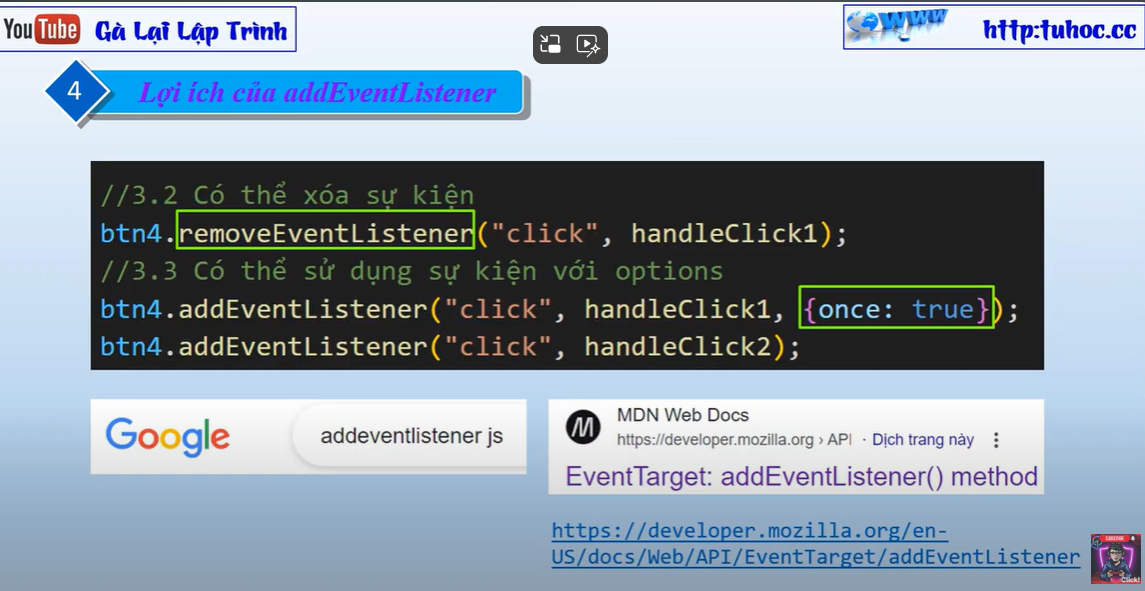 YouTube Gà Lại Lập Trình
WWW http:tuhoc.cc
4 Lợi ích của addEventListener
//3.2 Có thể xóa sự kiện
btn4.removeEventListener("click", handleClick1);
//3.3 Có thể sử dụng sự kiện với options
btn4.addEventListener("click", handleClick1, {once: true});
btn4.addEventListener("click", handleClick2);
Google addeventlistener js
MDN Web Docs
https://developer.mozilla.org › API · Dịch trang này
EventTarget: addEventListener() method
https://developer.mozilla.org/en-
US/docs/Web/API/EventTarget/addEventListener
SUBSCRIBE
Click!